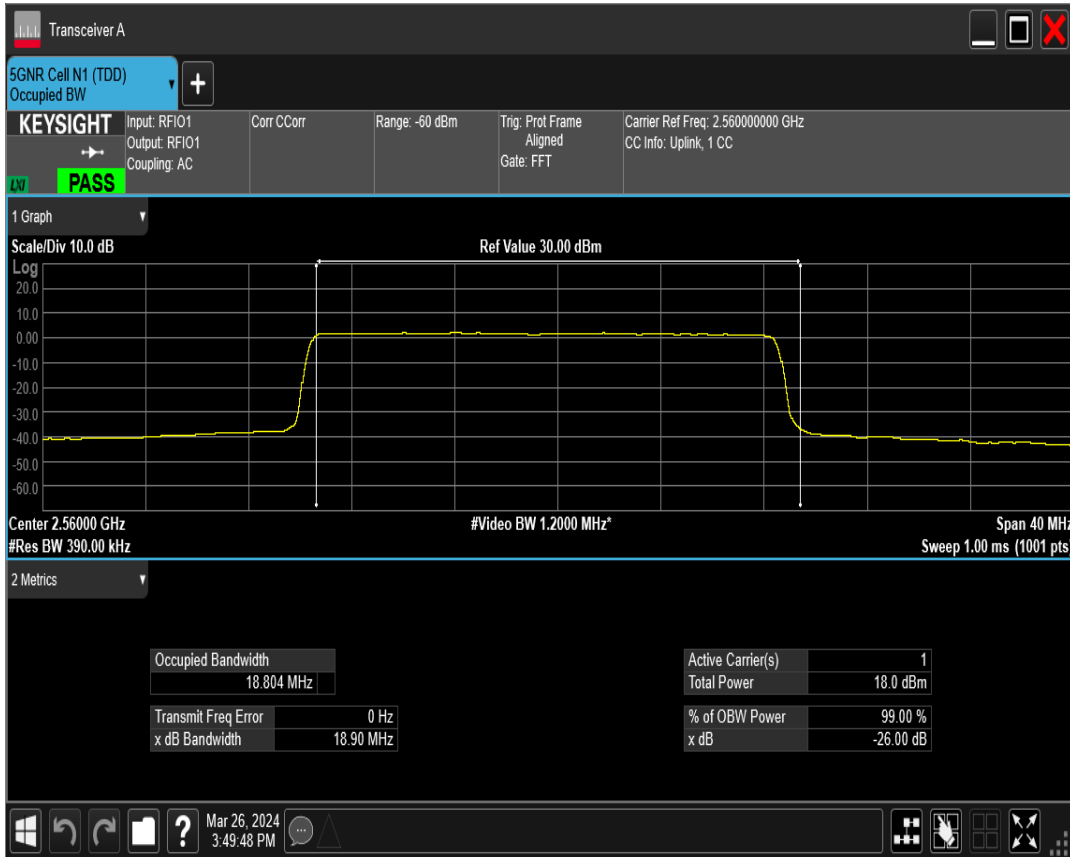 Transceiver A
5GNR Cell N1 (TDD)
Occupied BW
+
KEYSIGHT
LXI
PASS
Input: RFIO1
Output: RFIO1
Coupling: AC
Corr CCorr
Range: -60 dBm
Trig: Prot Frame
Aligned
Gate: FFT
Carrier Ref Freq: 2.560000000 GHz
CC Info: Uplink, 1 CC
1 Graph
Scale/Div 10.0 dB
Ref Value 30.00 dBm
Log
20.0
10.0
0.00
-10.0
-20.0
-30.0
-40.0
-50.0
-60.0
Center 2.56000 GHz
#Video BW 1.2000 MHz*
Span 40 MHz
#Res BW 390.00 kHz
Sweep 1.00 ms (1001 pts)
2 Metrics
Occupied Bandwidth
18.804 MHz
Transmit Freq Error 0 Hz
x dB Bandwidth 18.90 MHz
Active Carrier(s) 1
Total Power 18.0 dBm
% of OBW Power 99.00 %
x dB -26.00 dB
?
Mar 26, 2024
3:49:48 PM